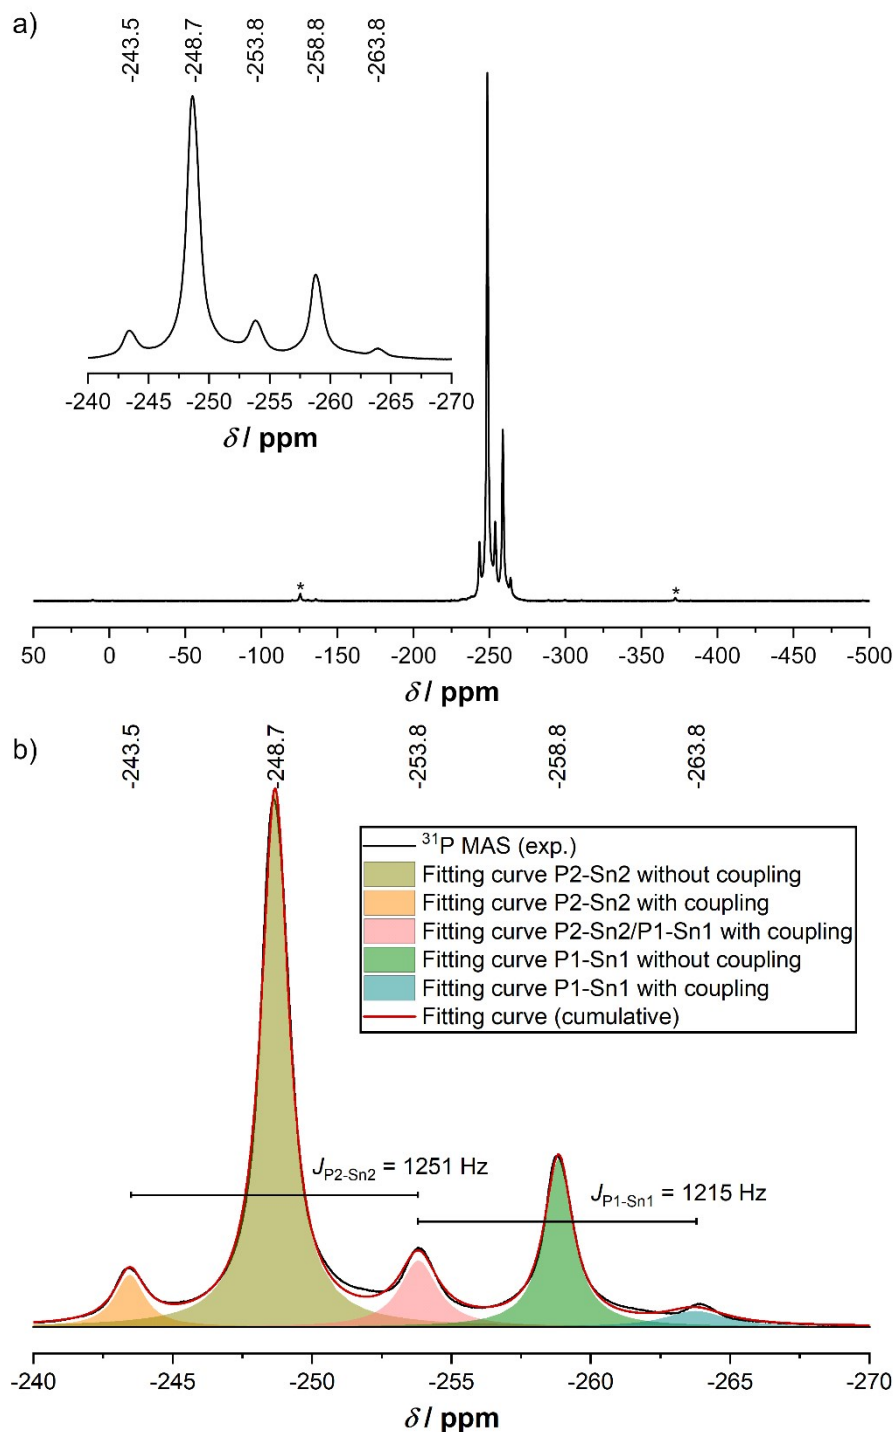 a)
-243.5
-248.7
-253.8
-258.8
-263.8
-240 -245 -250 -255 -260 -265 -270
δ / ppm
* *
50 0 -50 -100 -150 -200 -250 -300 -350 -400 -450 -500
δ / ppm
b)
-243.5
-248.7
-253.8
-258.8
-263.8
³¹P MAS (exp.)
Fitting curve P2-Sn2 without coupling
Fitting curve P2-Sn2 with coupling
Fitting curve P2-Sn2/P1-Sn1 with coupling
Fitting curve P1-Sn1 without coupling
Fitting curve P1-Sn1 with coupling
Fitting curve (cumulative)
J_P2-Sn2 = 1251 Hz
J_P1-Sn1 = 1215 Hz
-240 -245 -250 -255 -260 -265 -270
δ / ppm